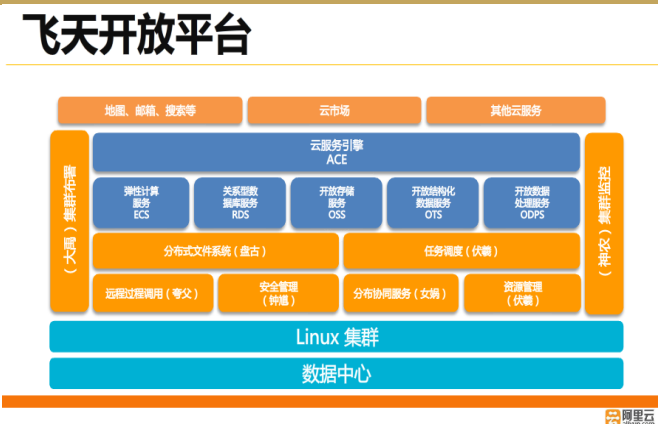 飞天开放平台
地图、邮箱、搜索等
云市场
其他云服务
（大禹）集群布署
云服务引擎
ACE
（神农）集群监控
弹性计算
服务
ECS
关系型数
据库服务
RDS
开放存储
服务
OSS
开放结构化
数据服务
OTS
开放数据
处理服务
ODPS
分布式文件系统（盘古）
任务调度（伏羲）
远程过程调用（夸父）
安全管理
（钟馗）
分布协同服务（女娲）
资源管理
（伏羲）
Linux 集群
数据中心
阿里云